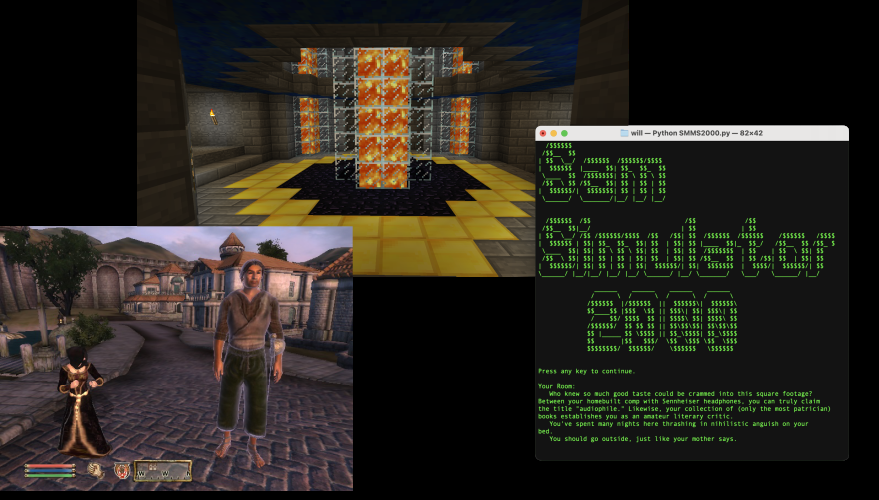 will — Python SMMS2000.py — 82×42
Sam
Simulator
2000
Press any key to continue.
Your Room:
Who knew so much good taste could be crammed into this square footage?
Between your homebuilt comp with Sennheiser headphones, you can truly claim
the title "audiophile." Likewise, your collection of (only the most patrician)
books establishes you as an amateur literary critic.
You've spent many nights here thrashing in nihilistic anguish on your
bed.
You should go outside, just like your mother says.